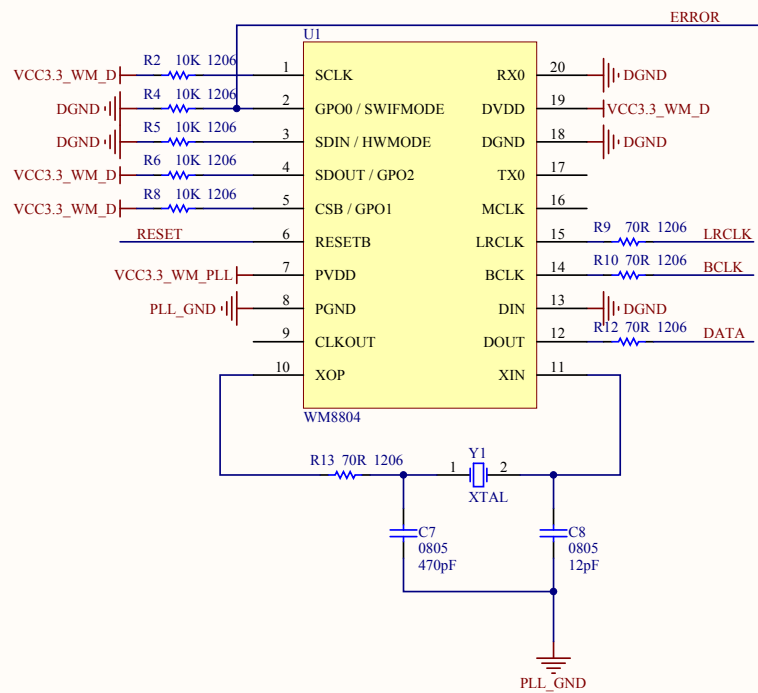 ERROR
U1
R2 10K 1206
VCC3.3_WM_D
1
SCLK
RX0
20
DGND
R4 10K 1206
DGND
2
GPO0 / SWIFMODE
DVDD
19
VCC3.3_WM_D
R5 10K 1206
DGND
3
SDIN / HWMODE
DGND
18
DGND
R6 10K 1206
VCC3.3_WM_D
4
SDOUT / GPO2
TX0
17
R8 10K 1206
VCC3.3_WM_D
5
CSB / GPO1
MCLK
16
RESET
6
RESETB
LRCLK
15
R9 70R 1206
LRCLK
VCC3.3_WM_PLL
7
PVDD
BCLK
14
R10 70R 1206
BCLK
PLL_GND
8
PGND
DIN
13
DGND
9
CLKOUT
DOUT
12
R12 70R 1206
DATA
10
XOP
XIN
11
WM8804
R13 70R 1206
Y1
1
2
XTAL
C7
0805
470pF
C8
0805
12pF
PLL_GND